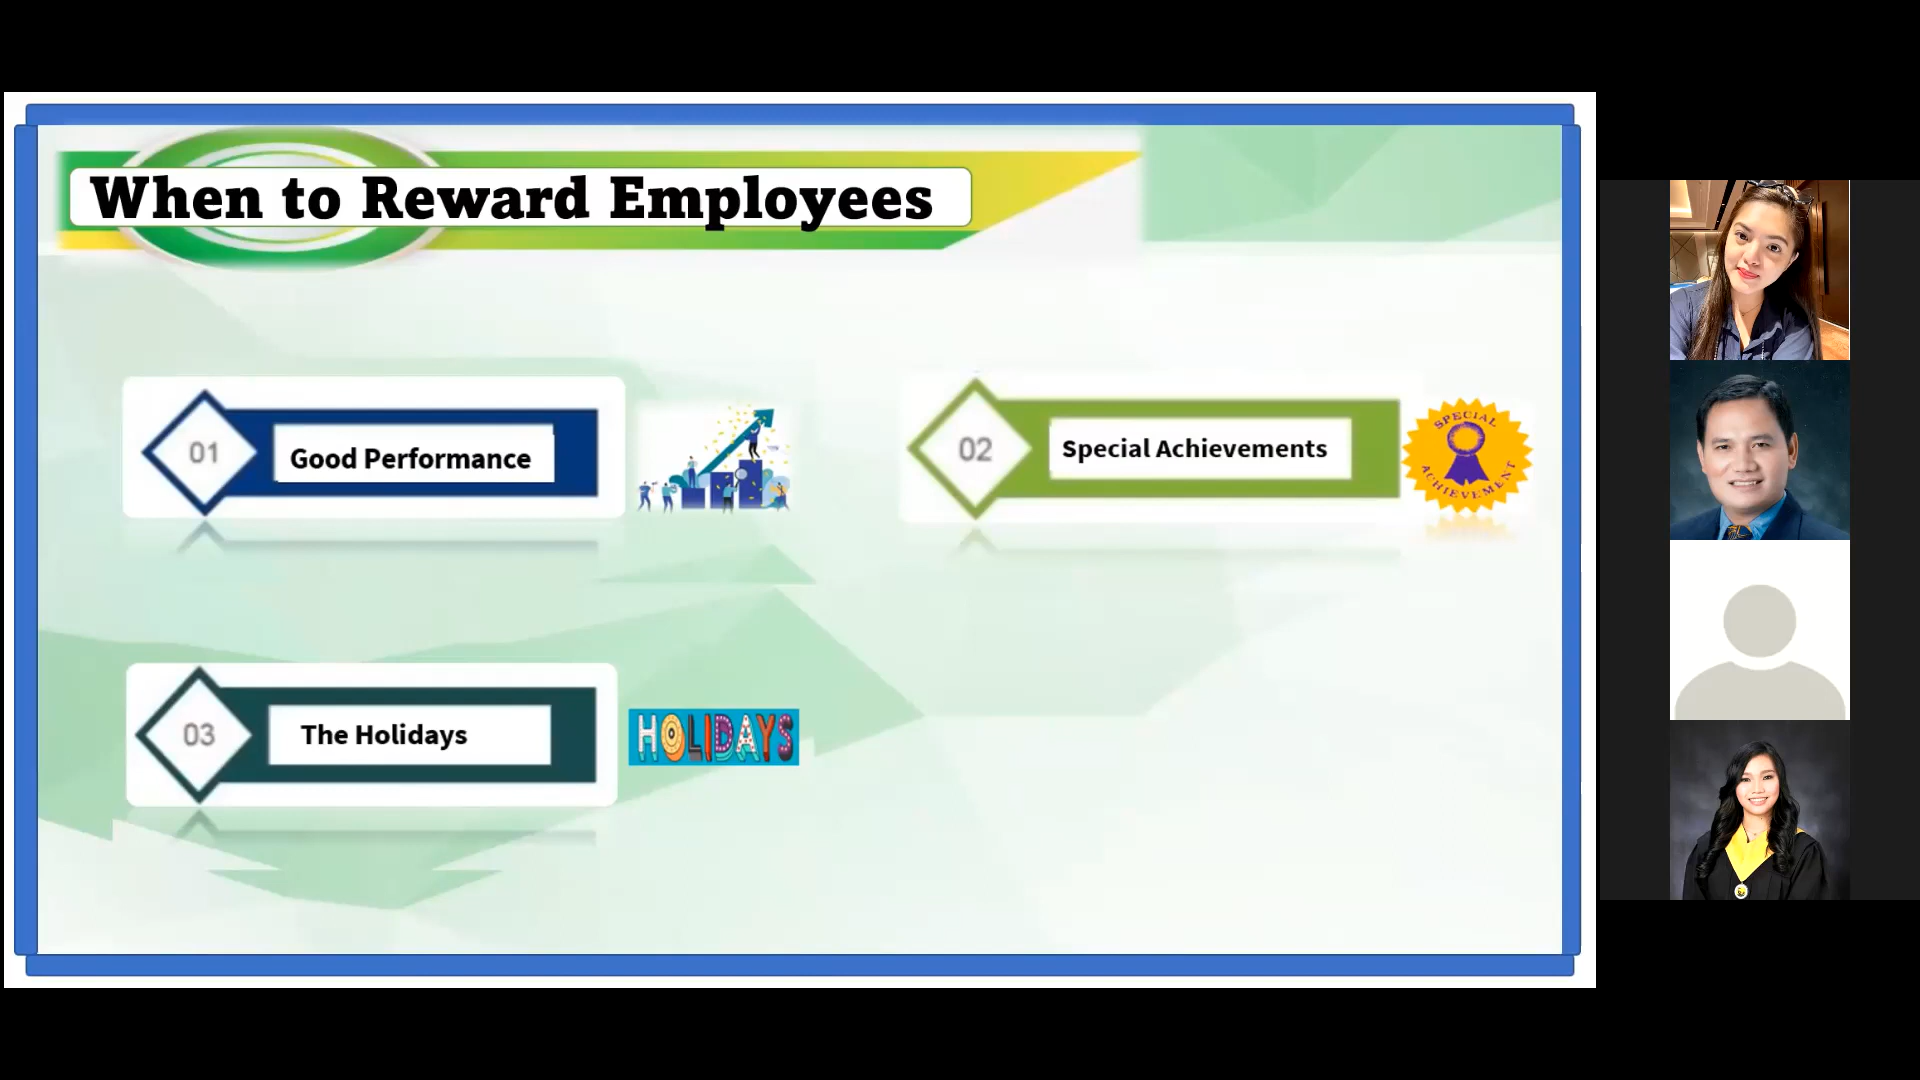 When to Reward Employees
01
Good Performance
02
Special Achievements
SPECIAL
ACHIEVEMENT
03
The Holidays
HOLIDAYS